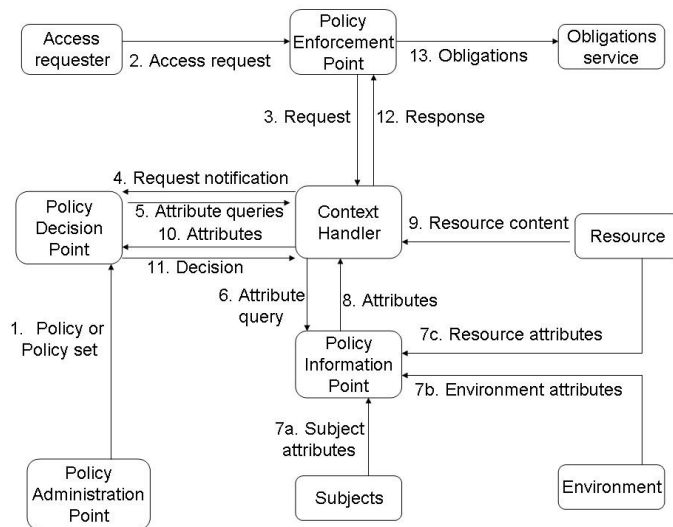 Access
requester
2. Access request
Policy
Enforcement
Point
13. Obligations
Obligations
service
3. Request
12. Response
4. Request notification
5. Attribute queries
10. Attributes
11. Decision
Policy
Decision
Point
Context
Handler
9. Resource content
Resource
6. Attribute
query
8. Attributes
1. Policy or
Policy set
7c. Resource attributes
Policy
Information
Point
7b. Environment attributes
7a. Subject
attributes
Policy
Administration
Point
Subjects
Environment